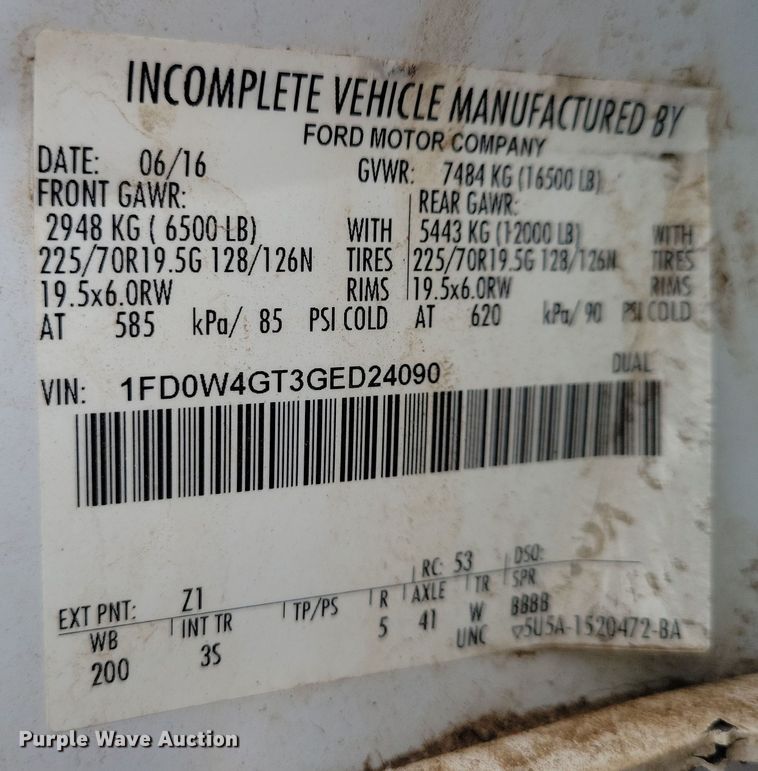 INCOMPLETE VEHICLE MANUFACTURED BY
FORD MOTOR COMPANY
DATE: 06/16 GVWR: 7484 KG (16500 LB)
FRONT GAWR: REAR GAWR:
2948 KG ( 6500 LB) WITH 5443 KG (12000 LB) WITH
225/70R19.5G 128/126N TIRES 225/70R19.5G 128/126N TIRES
19.5x6.0RW RIMS 19.5x6.0RW RIMS
AT 585 kPa/ 85 PSI COLD AT 620 kPa/ 90 PSI COLD
VIN: 1FD0W4GT3GED24090 DUAL
EXT PNT: Z1 RC: 53 DSO:
WB INT TR TP/PS R AXLE TR SPR
200 3S 5 41 W BBBB
UNC ▽5U5A-1520472-BA
Purple Wave Auction